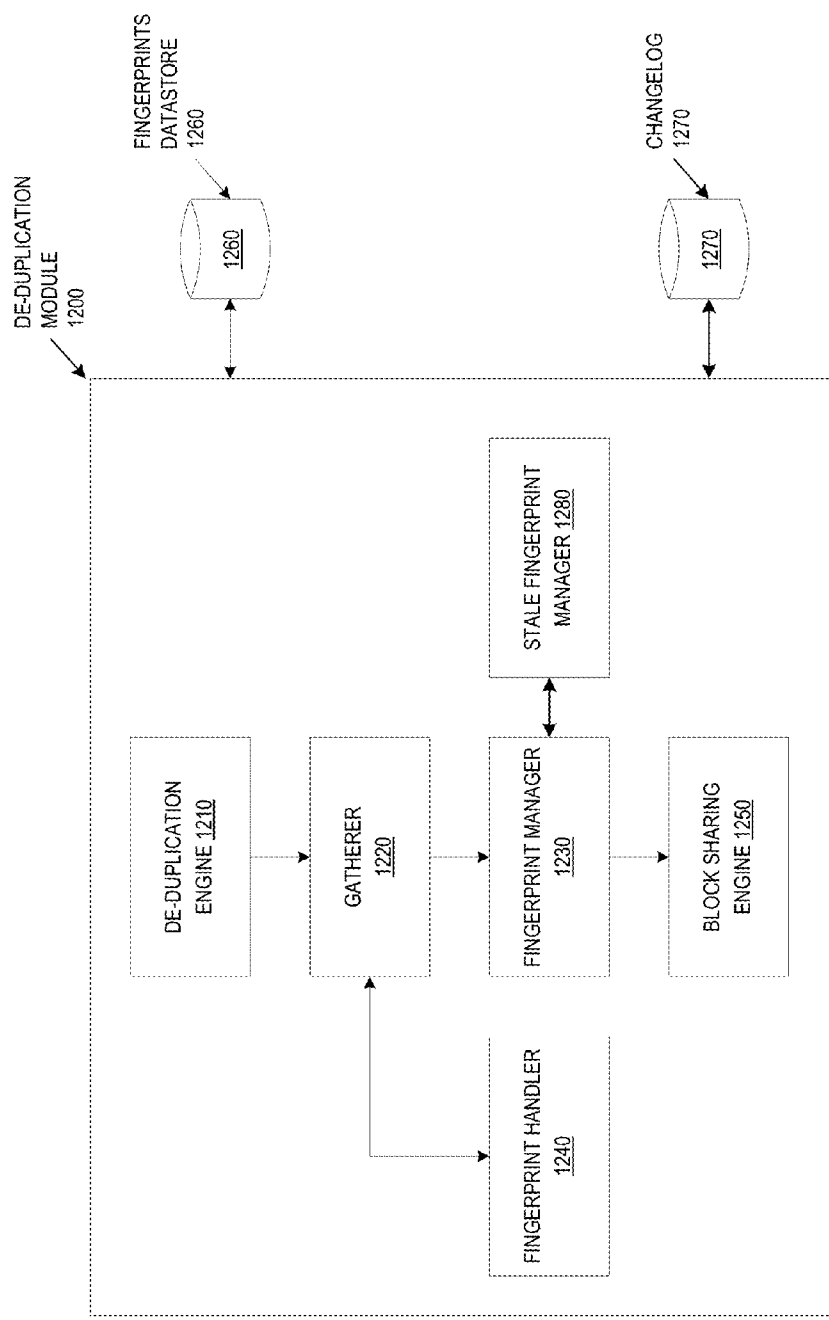 DE-DUPLICATION
MODULE
1200
FINGERPRINTS
DATASTORE
1260
1260
CHANGELOG
1270
1270
DE-DUPLICATION
ENGINE 1210
GATHERER
1220
FINGERPRINT HANDLER
1240
FINGERPRINT MANAGER
1230
STALE FINGERPRINT
MANAGER 1280
BLOCK SHARING
ENGINE 1250